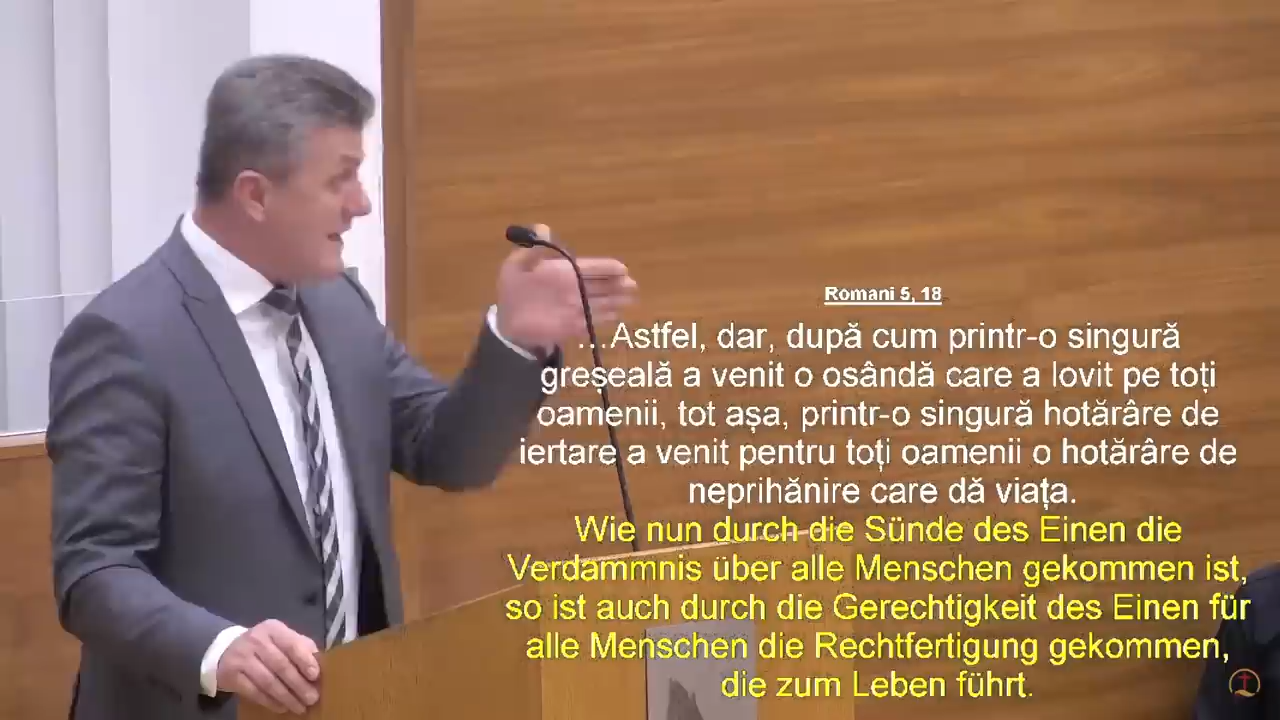 Romani 5, 18
...Astfel, dar, după cum printr-o singură
greșeală a venit o osândă care a lovit pe toți
oamenii, tot așa, printr-o singură hotărâre de
iertare a venit pentru toți oamenii o hotărâre de
neprihănire care dă viața.
Wie nun durch die Sünde des Einen die
Verdammnis über alle Menschen gekommen ist,
so ist auch durch die Gerechtigkeit des Einen für
alle Menschen die Rechtfertigung gekommen,
die zum Leben führt.